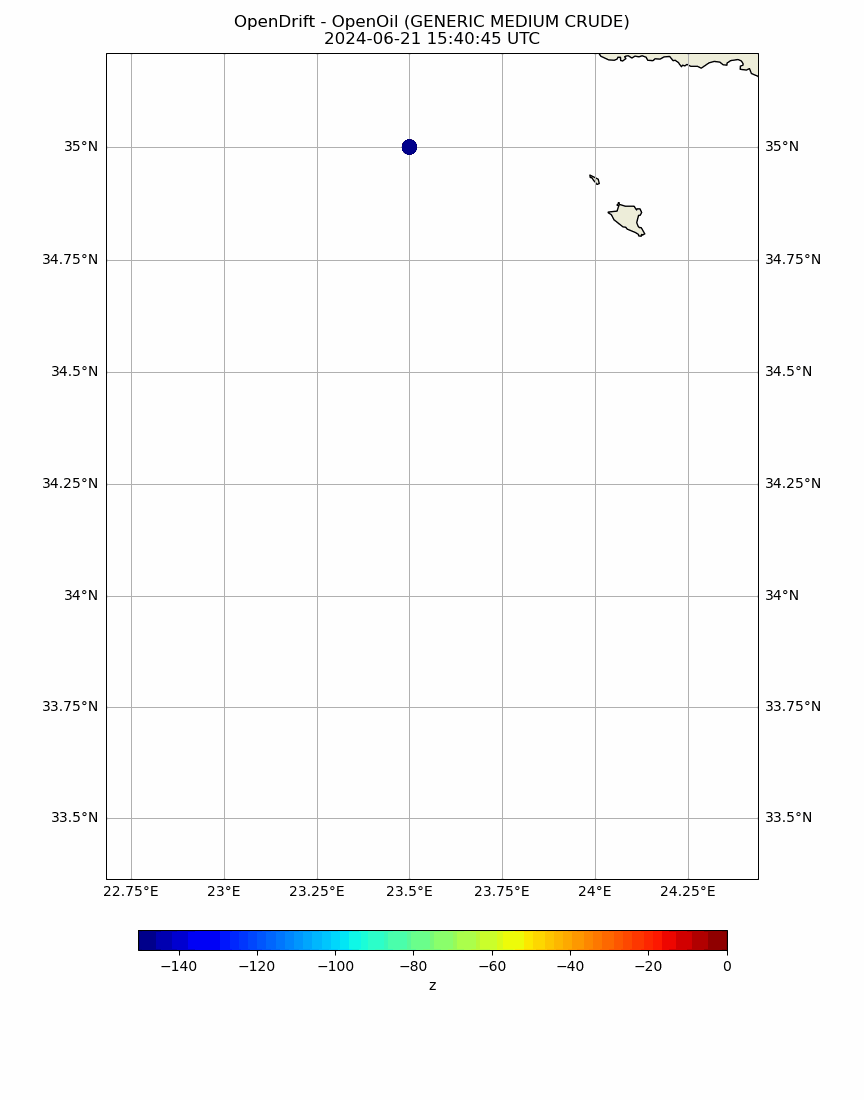 OpenDrift - OpenOil (GENERIC MEDIUM CRUDE)
2024-06-21 15:40:45 UTC
35°N 35°N
34.75°N 34.75°N
34.5°N 34.5°N
34.25°N 34.25°N
34°N 34°N
33.75°N 33.75°N
33.5°N 33.5°N
22.75°E 23°E 23.25°E 23.5°E 23.75°E 24°E 24.25°E
−140 −120 −100 −80 −60 −40 −20 0
z